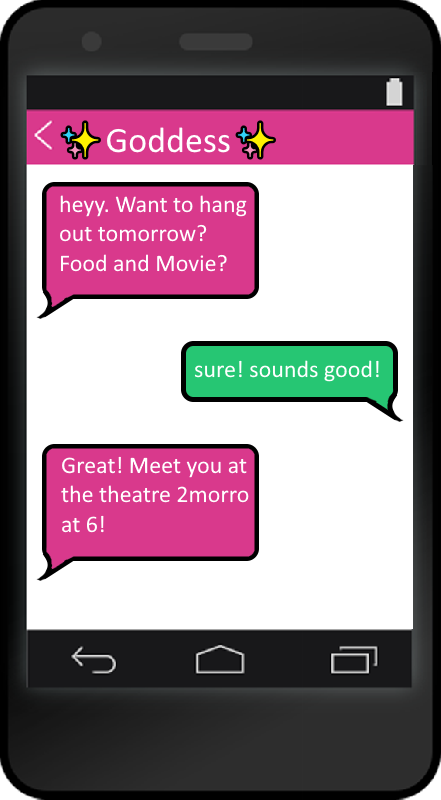 ✨Goddess✨
heyy. Want to hang
out tomorrow?
Food and Movie?
sure! sounds good!
Great! Meet you at
the theatre 2morro
at 6!